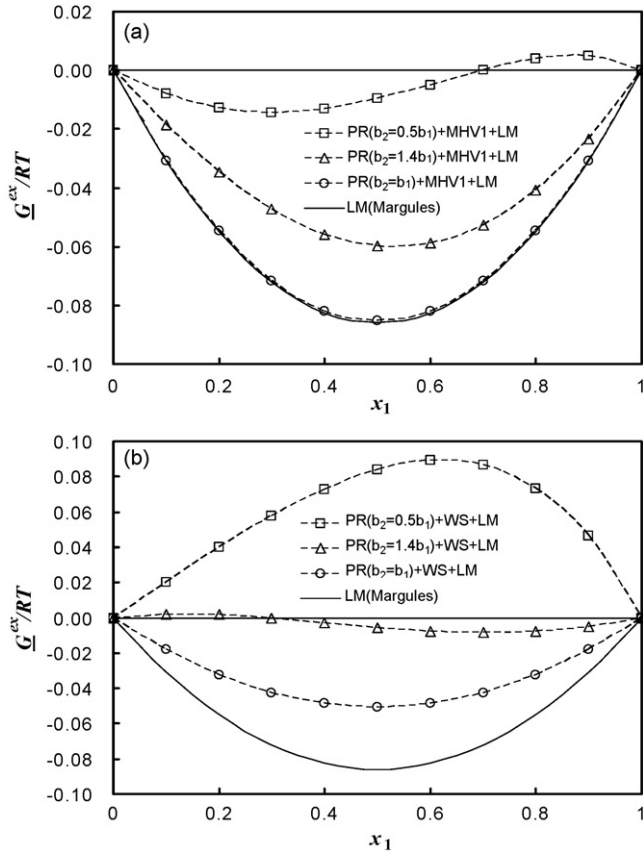 (a)
0.02
0.00
-0.02
-0.04
-0.06
-0.08
-0.10
G^ex/RT
PR(b₂=0.5b₁)+MHV1+LM
PR(b₂=1.4b₁)+MHV1+LM
PR(b₂=b₁)+MHV1+LM
LM(Margules)
0 0.2 0.4 0.6 0.8 1
x₁
(b)
0.10
0.08
0.06
0.04
0.02
0.00
-0.02
-0.04
-0.06
-0.08
-0.10
G^ex/RT
PR(b₂=0.5b₁)+WS+LM
PR(b₂=1.4b₁)+WS+LM
PR(b₂=b₁)+WS+LM
LM(Margules)
0 0.2 0.4 0.6 0.8 1
x₁